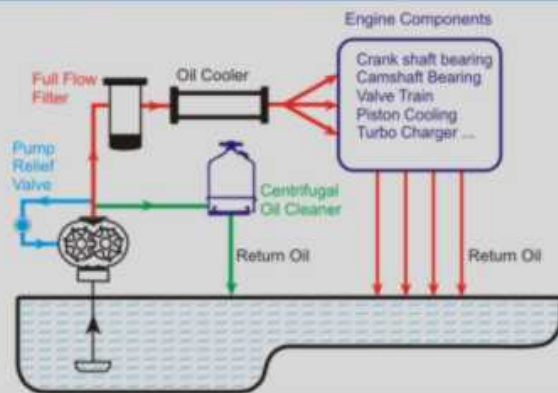 Engine Components
Crank shaft bearing
Camshaft Bearing
Valve Train
Piston Cooling
Turbo Charger ...
Oil Cooler
Full Flow
Filter
Pump
Relief
Valve
Centrifugal
Oil Cleaner
Return Oil
Return Oil